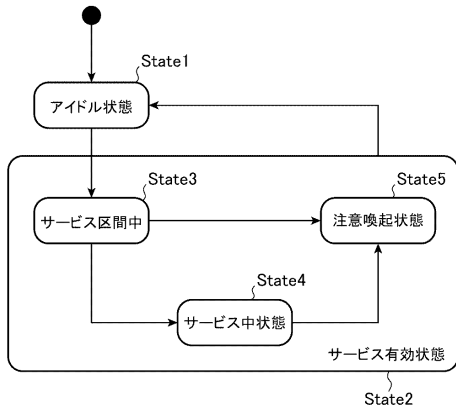 State1
アイドル状態
State3
サービス区間中
State5
注意喚起状態
State4
サービス中状態
サービス有効状態
State2